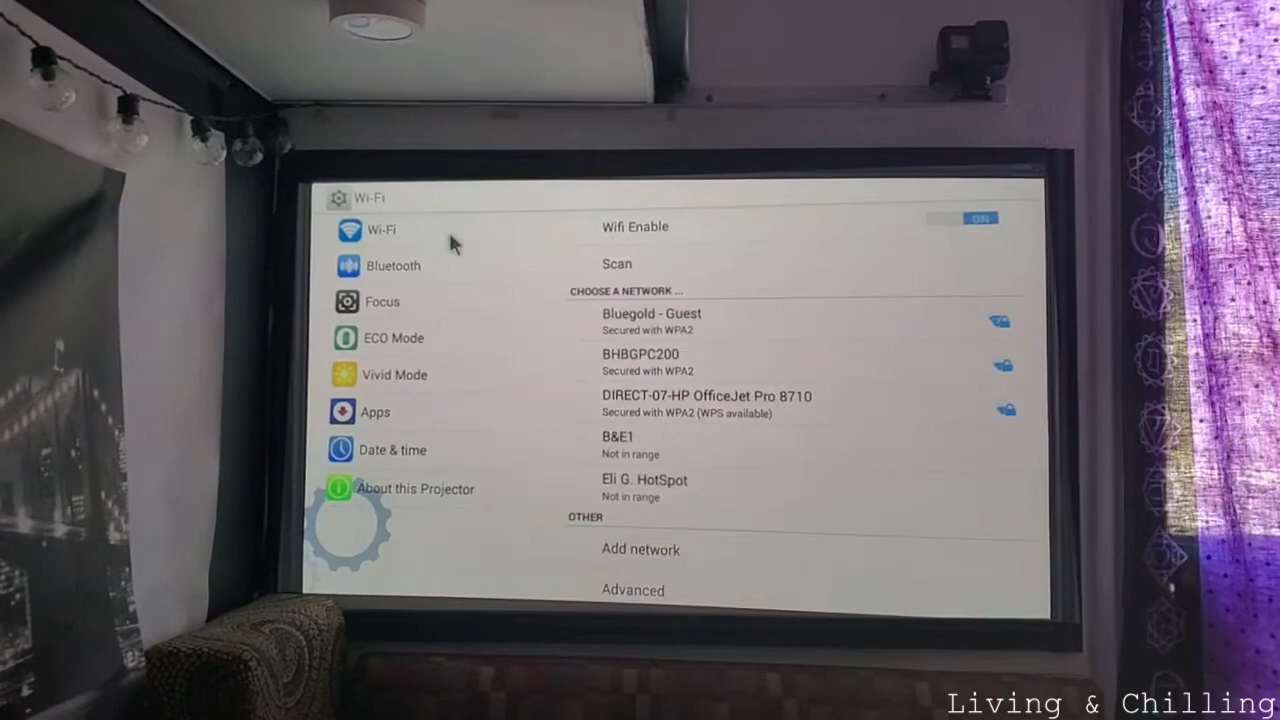 Wi-Fi
Wi-Fi
Bluetooth
Focus
ECO Mode
Vivid Mode
Apps
Date & time
About this Projector
Wifi Enable
ON
Scan
CHOOSE A NETWORK ...
Bluegold - Guest
Secured with WPA2
BHBGPC200
Secured with WPA2
DIRECT-07-HP OfficeJet Pro 8710
Secured with WPA2 (WPS available)
B&E1
Not in range
Eli G. HotSpot
Not in range
OTHER
Add network
Advanced
Living & Chilling